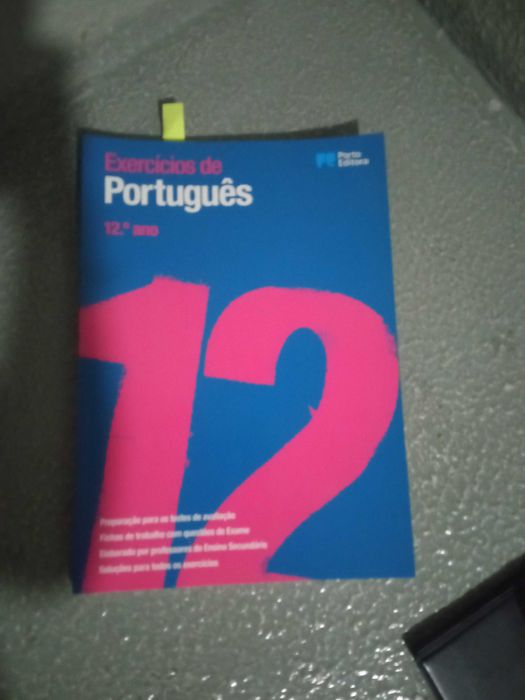 Exercícios de
Português
12.º ano
PE Porto
Editora
12
Preparação para os testes de avaliação
Fichas de trabalho com questões de Exame
Elaborado por professores do Ensino Secundário
Soluções para todos os exercícios